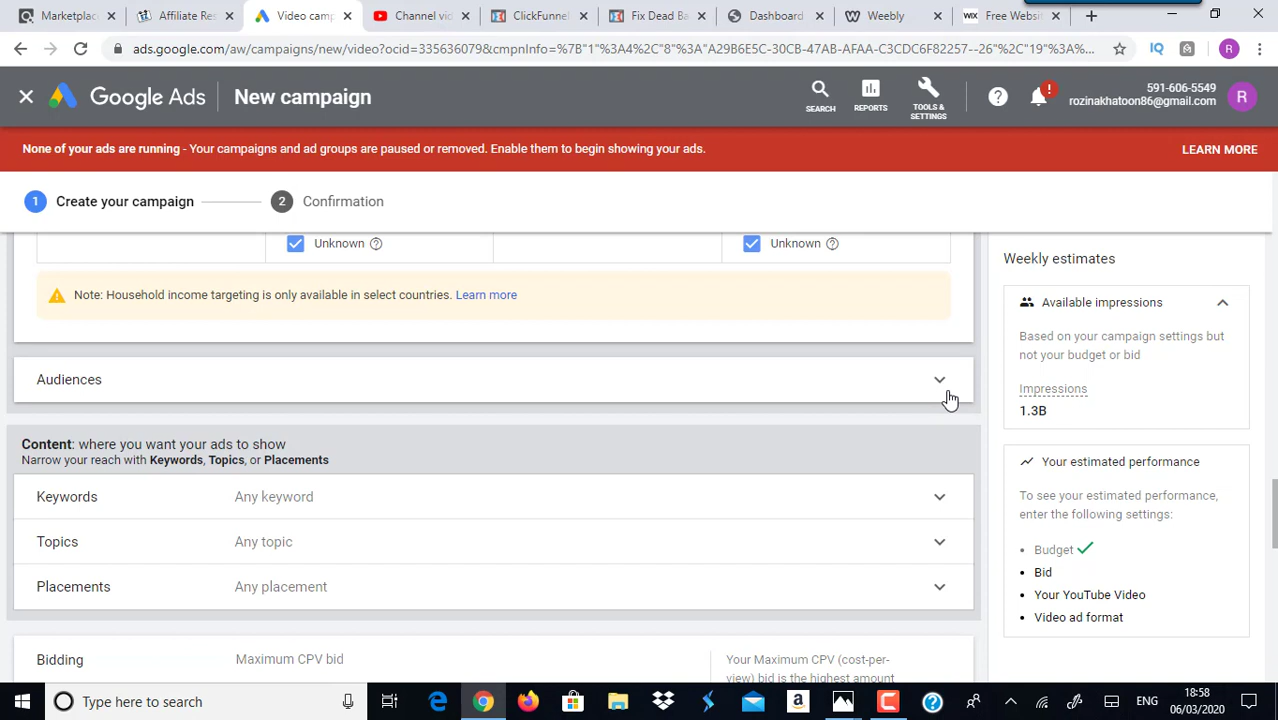 Marketplac
Affiliate Res
Video camp
Channel vid
ClickFunnel
Fix Dead Ba
Dashboard
Weebly
WIX
Free Websit
ads.google.com/aw/campaigns/new/video?ocid=335636079&cmpnInfo=%7B"1"%3A4%2C"8"%3A"A29B6E5C-30CB-47AB-AFAA-C3CDC6F82257--26"%2C"19"%3A%...
IQ
R
Google Ads
New campaign
SEARCH
REPORTS
TOOLS &
SETTINGS
591-606-5549
rozinakhatoon86@gmail.com
R
None of your ads are running - Your campaigns and ad groups are paused or removed. Enable them to begin showing your ads.
LEARN MORE
1 Create your campaign
2 Confirmation
Unknown
Unknown
Note: Household income targeting is only available in select countries. Learn more
Audiences
Content: where you want your ads to show
Narrow your reach with Keywords, Topics, or Placements
Keywords Any keyword
Topics Any topic
Placements Any placement
Bidding Maximum CPV bid
Your Maximum CPV (cost-per-
view) bid is the highest amount
Weekly estimates
Available impressions
Based on your campaign settings but
not your budget or bid
Impressions
1.3B
Your estimated performance
To see your estimated performance,
enter the following settings:
• Budget
• Bid
• Your YouTube Video
• Video ad format
Type here to search
ENG
18:58
06/03/2020